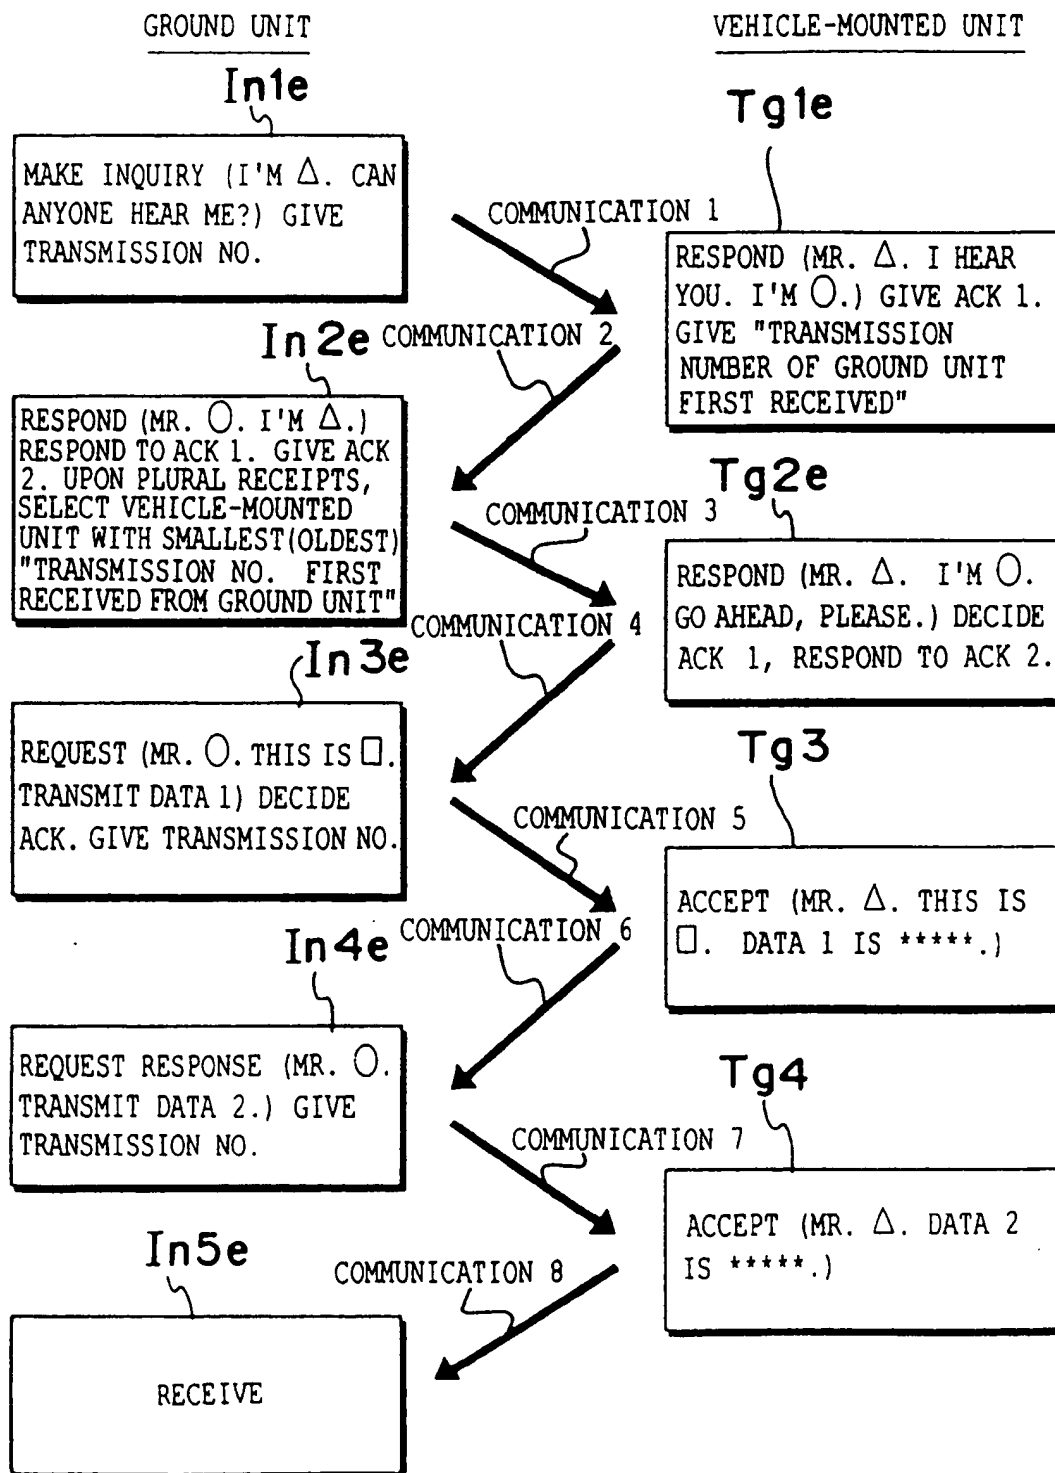 GROUND UNIT
VEHICLE-MOUNTED UNIT
In1e
MAKE INQUIRY (I'M △. CAN
ANYONE HEAR ME?) GIVE
TRANSMISSION NO.
COMMUNICATION 1
Tg1e
RESPOND (MR. △. I HEAR
YOU. I'M ○.) GIVE ACK 1.
GIVE "TRANSMISSION
NUMBER OF GROUND UNIT
FIRST RECEIVED"
COMMUNICATION 2
In2e
RESPOND (MR. ○. I'M △.)
RESPOND TO ACK 1. GIVE ACK
2. UPON PLURAL RECEIPTS,
SELECT VEHICLE-MOUNTED
UNIT WITH SMALLEST(OLDEST)
"TRANSMISSION NO. FIRST
RECEIVED FROM GROUND UNIT"
COMMUNICATION 3
Tg2e
RESPOND (MR. △. I'M ○.
GO AHEAD, PLEASE.) DECIDE
ACK 1, RESPOND TO ACK 2.
COMMUNICATION 4
In3e
REQUEST (MR. ○. THIS IS □.
TRANSMIT DATA 1) DECIDE
ACK. GIVE TRANSMISSION NO.
COMMUNICATION 5
Tg3
ACCEPT (MR. △. THIS IS
□. DATA 1 IS *****.)
COMMUNICATION 6
In4e
REQUEST RESPONSE (MR. ○.
TRANSMIT DATA 2.) GIVE
TRANSMISSION NO.
COMMUNICATION 7
Tg4
ACCEPT (MR. △. DATA 2
IS *****.)
COMMUNICATION 8
In5e
RECEIVE